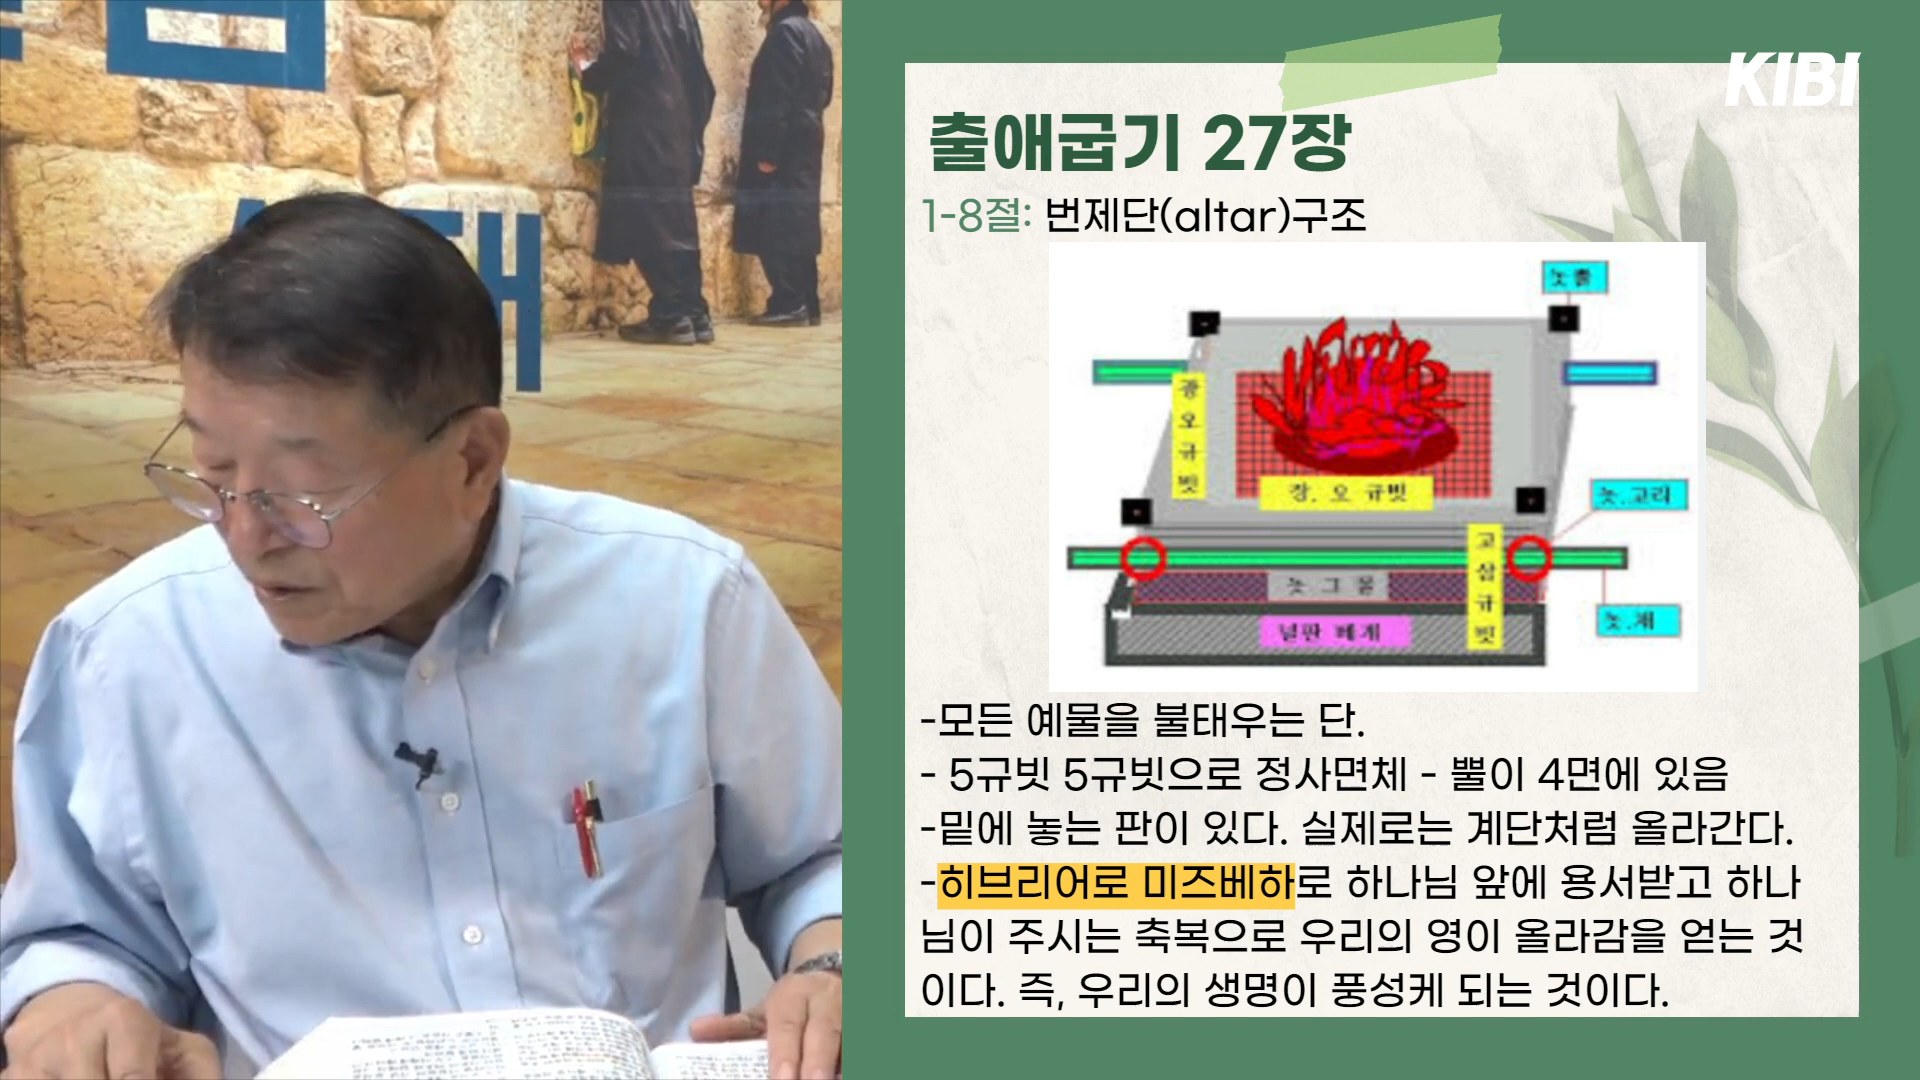 KIBI
출애굽기 27장
1-8절: 번제단(altar)구조
놋뿔
광 오 규 빗
장. 오 규빗
놋.고리
고 삼 규 빗
놋 그 물
놋.채
널판 베개
-모든 예물을 불태우는 단.
- 5규빗 5규빗으로 정사면체 - 뿔이 4면에 있음
-밑에 놓는 판이 있다. 실제로는 계단처럼 올라간다.
-히브리어로 미즈베하로 하나님 앞에 용서받고 하나
님이 주시는 축복으로 우리의 영이 올라감을 얻는 것
이다. 즉, 우리의 생명이 풍성케 되는 것이다.